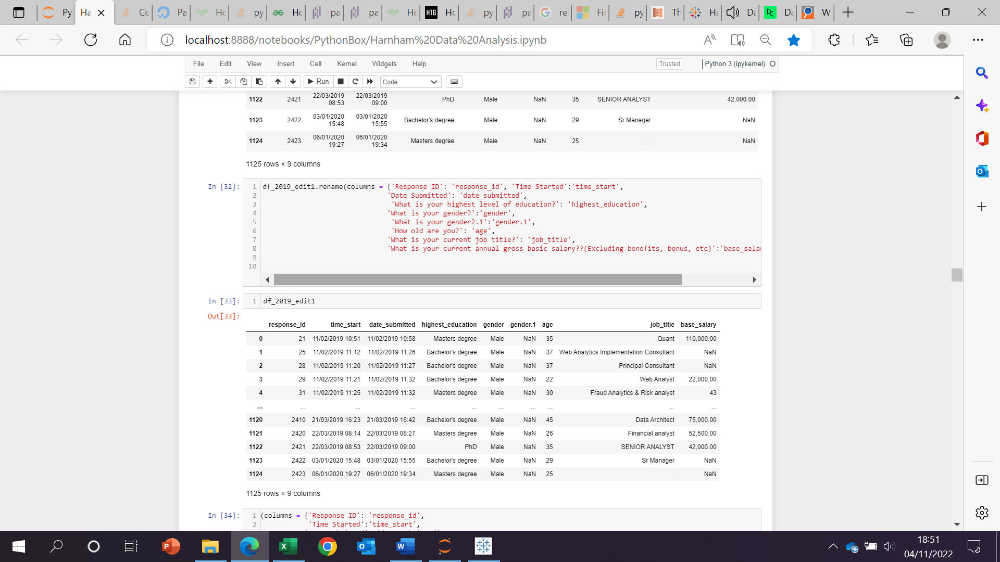 Py
Ha
Co
Pa
Ho
py
Ho
pa
pa
Ho
HTG
Ho
py
pa
re
Fir
py
Th
Ha
Da
DC
Da
W
localhost:8888/notebooks/PythonBox/Harnham%20Data%20Analysis.ipynb
File Edit View Insert Cell Kernel Widgets Help Trusted Python 3 (ipykernel)
Run Code
1122 2421 22/03/2019 08:53 22/03/2019 09:00 PhD Male NaN 35 SENIOR ANALYST 42,000.00
1123 2422 03/01/2020 15:48 03/01/2020 15:55 Bachelor's degree Male NaN 29 Sr Manager NaN
1124 2423 06/01/2020 19:27 06/01/2020 19:34 Masters degree Male NaN 25 . NaN
1125 rows × 9 columns
In [32]: 1 df_2019_edit1.rename(columns = {'Response ID': 'response_id', 'Time Started':'time_start',
2 'Date Submitted': 'date_submitted',
3 'What is your highest level of education?': 'highest_education',
4 'What is your gender?':'gender',
5 'What is your gender?.1':'gender.1',
6 'How old are you?': 'age',
7 'What is your current job title?': 'job_title',
8 'What is your current annual gross basic salary??(Excluding benefits, bonus, etc)':'base_sala
9
10
In [33]: 1 df_2019_edit1
Out[33]:
response_id time_start date_submitted highest_education gender gender.1 age job_title base_salary
0 21 11/02/2019 10:51 11/02/2019 10:58 Masters degree Male NaN 35 Quant 110,000.00
1 25 11/02/2019 11:12 11/02/2019 11:26 Bachelor's degree Male NaN 37 Web Analytics Implementation Consultant NaN
2 28 11/02/2019 11:20 11/02/2019 11:27 Bachelor's degree Male NaN 37 Principal Consultant NaN
3 29 11/02/2019 11:21 11/02/2019 11:32 Bachelor's degree Male NaN 22 Web Analyst 22,000.00
4 31 11/02/2019 11:25 11/02/2019 11:32 Masters degree Male NaN 30 Fraud Analytics & Risk analyst 43
... ... ... ... ... ... ... ... ... ...
1120 2410 21/03/2019 16:23 21/03/2019 16:42 Bachelor's degree Male NaN 45 Data Architect 75,000.00
1121 2420 22/03/2019 08:14 22/03/2019 08:27 Masters degree Male NaN 26 Financial analyst 52,500.00
1122 2421 22/03/2019 08:53 22/03/2019 09:00 PhD Male NaN 35 SENIOR ANALYST 42,000.00
1123 2422 03/01/2020 15:48 03/01/2020 15:55 Bachelor's degree Male NaN 29 Sr Manager NaN
1124 2423 06/01/2020 19:27 06/01/2020 19:34 Masters degree Male NaN 25 . NaN
1125 rows × 9 columns
In [34]: 1 (columns = {'Response ID': 'response_id',
2 'Time Started':'time_start',
18:51
04/11/2022